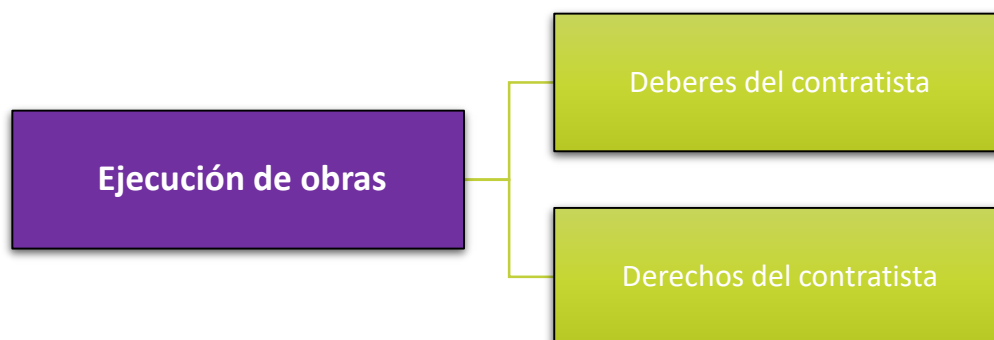 Deberes del contratista
Ejecución de obras
Derechos del contratista